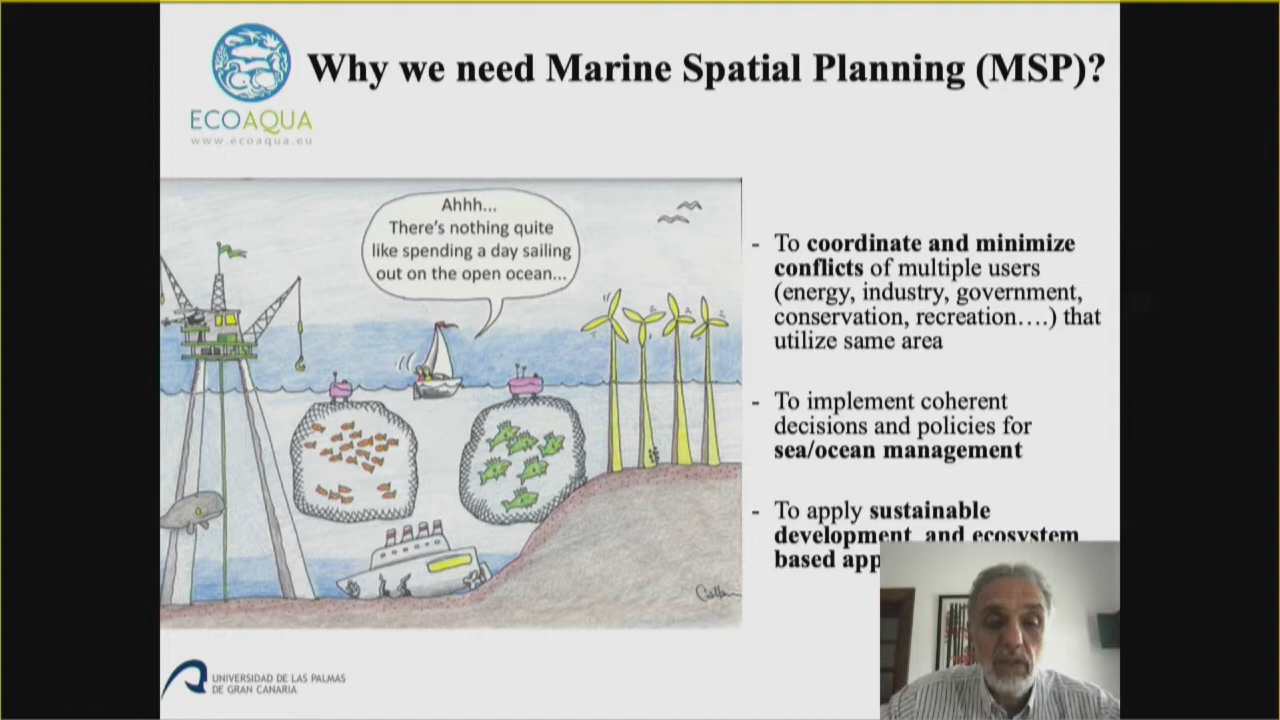 Why we need Marine Spatial Planning (MSP)?
ECOAQUA
www.ecoaqua.eu
Ahhh...
There's nothing quite
like spending a day sailing
out on the open ocean...
- To coordinate and minimize
conflicts of multiple users
(energy, industry, government,
conservation, recreation….) that
utilize same area
- To implement coherent
decisions and policies for
sea/ocean management
- To apply sustainable
development and ecosystem
based
UNIVERSIDAD DE LAS PALMAS
DE GRAN CANARIA